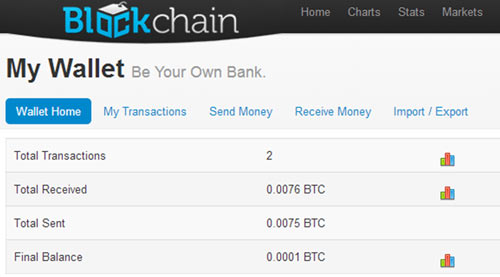 Blockchain
Home Charts Stats Markets
My Wallet Be Your Own Bank.
Wallet Home My Transactions Send Money Receive Money Import / Export
Total Transactions 2
Total Received 0.0076 BTC
Total Sent 0.0075 BTC
Final Balance 0.0001 BTC